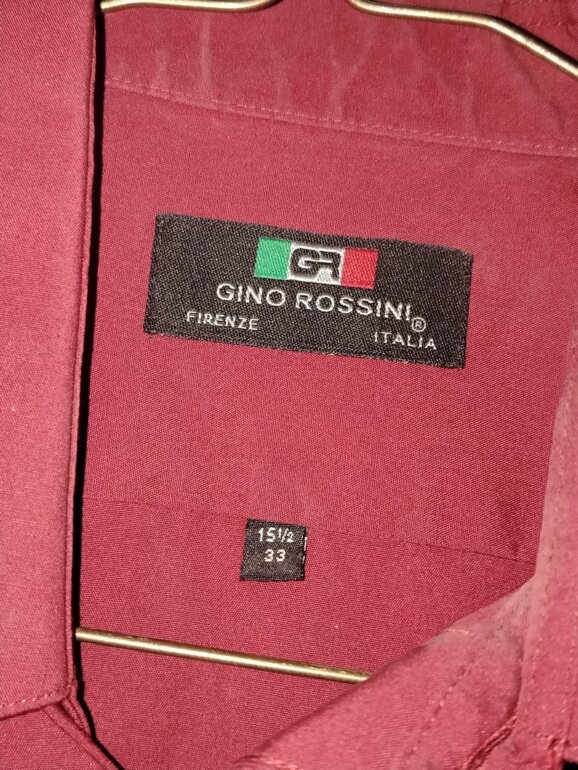 GR
GINO ROSSINI®
FIRENZE ITALIA
15½
33